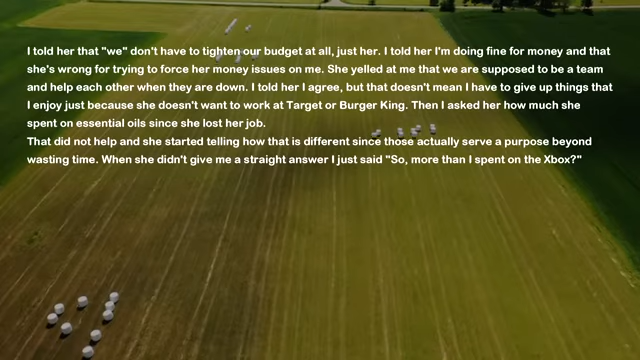 I told her that "we" don't have to tighten our budget at all, just her. I told her I'm doing fine for money and that
she's wrong for trying to force her money issues on me. She yelled at me that we are supposed to be a team
and help each other when they are down. I told her I agree, but that doesn't mean I have to give up things that
I enjoy just because she doesn't want to work at Target or Burger King. Then I asked her how much she
spent on essential oils since she lost her job.
That did not help and she started telling how that is different since those actually serve a purpose beyond
wasting time. When she didn't give me a straight answer I just said "So, more than I spent on the Xbox?"